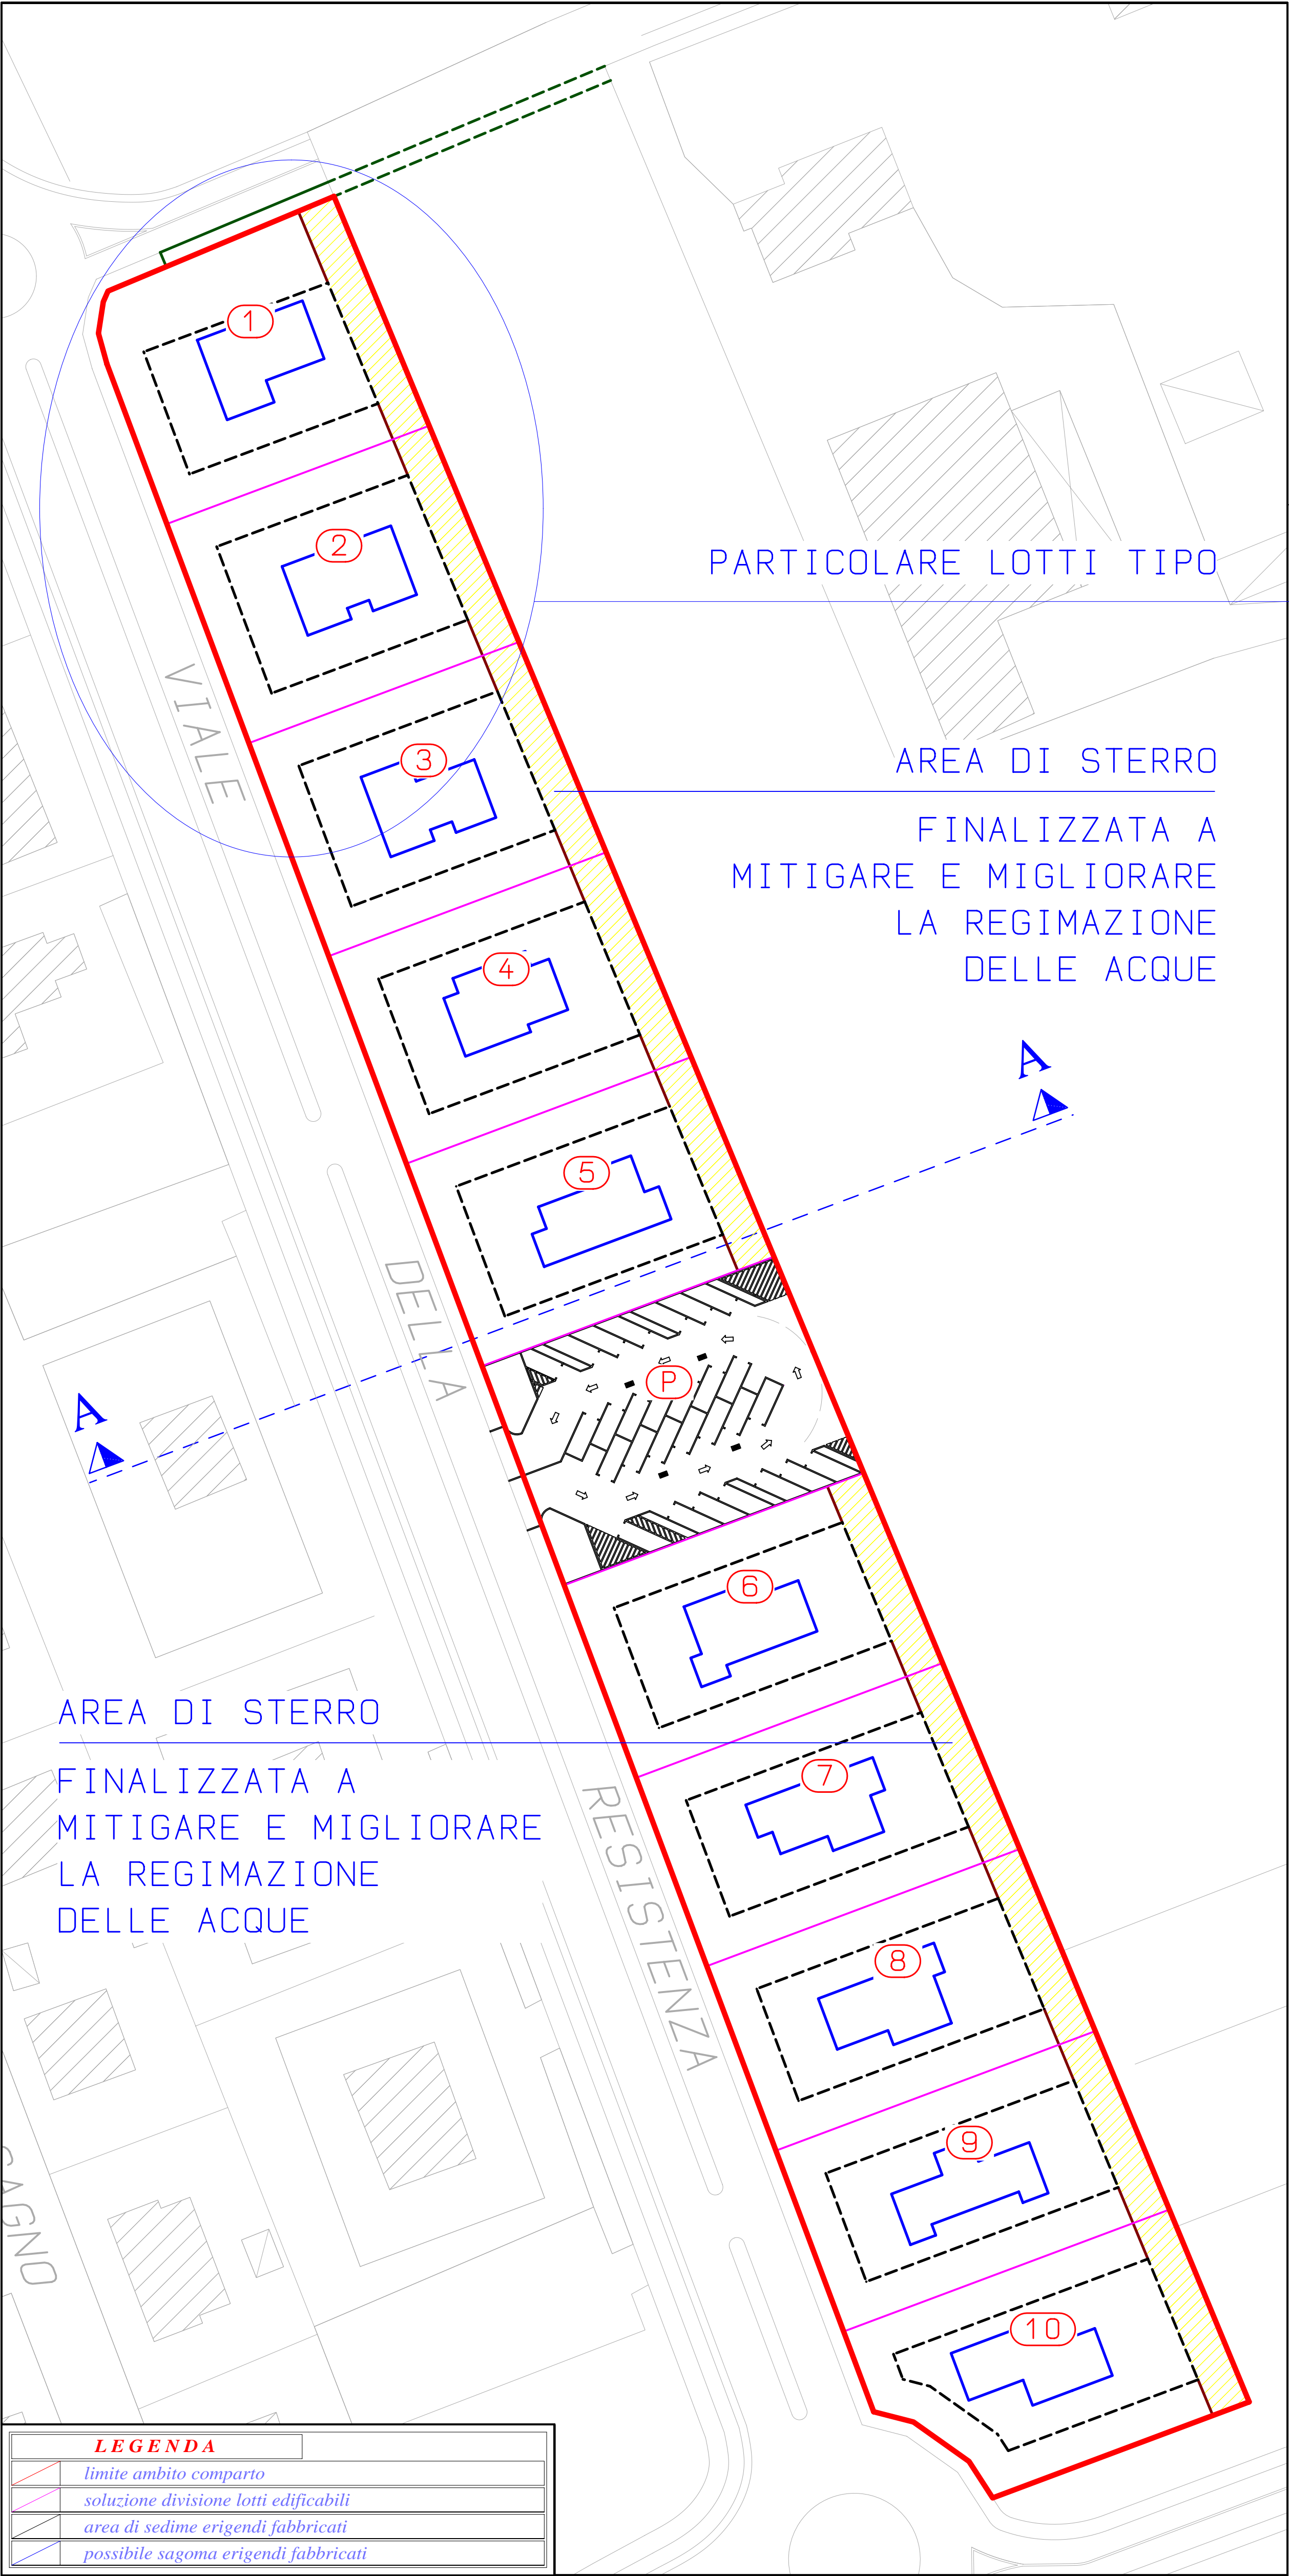 1
2
PARTICOLARE LOTTI TIPO
VIALE
3
AREA DI STERRO
FINALIZZATA A
MITIGARE E MIGLIORARE
LA REGIMAZIONE
DELLE ACQUE
4
A
5
DELLA
P
A
6
AREA DI STERRO
FINALIZZATA A
MITIGARE E MIGLIORARE
LA REGIMAZIONE
DELLE ACQUE
7
RESISTENZA
8
9
10
LEGENDA
limite ambito comparto
soluzione divisione lotti edificabili
area di sedime erigendi fabbricati
possibile sagoma erigendi fabbricati